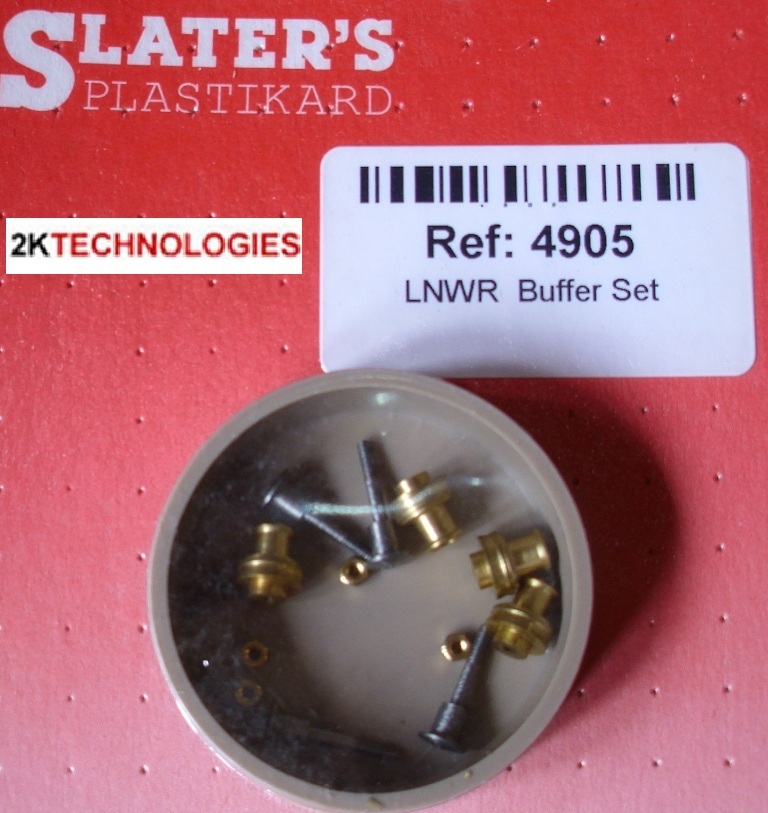 SLATER'S
PLASTIKARD
2KTECHNOLOGIES
Ref: 4905
LNWR Buffer Set